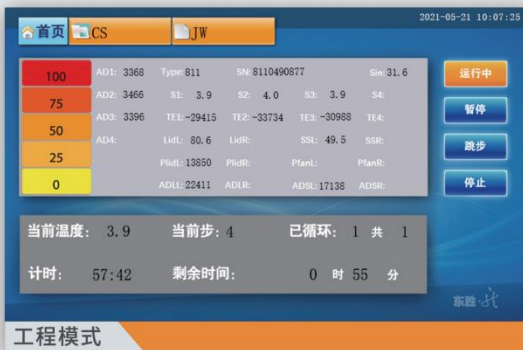 2021-05-21 10:07:25
首页 CS JW
100 AD1: 3368 Type: 811 SN: 8110490877 Sin: 31.6 运行中
75 AD2: 3466 S1: 3.9 S2: 4.0 S3: 3.9 S4: 暂停
50 AD3: 3396 TE1: -29415 TE2: -33734 TE3: -30988 TE4:
25 AD4: LidL: 80.6 LidR: SSL: 49.5 SSR: 跳步
PlidL: 13850 PlidR: PfanL: PfanR:
0 ADLL: 22411 ADLR: ADSL: 17138 ADSR: 停止
当前温度: 3.9 当前步: 4 已循环: 1 共 1
计时: 57:42 剩余时间: 0 时 55 分
东胜·
工程模式